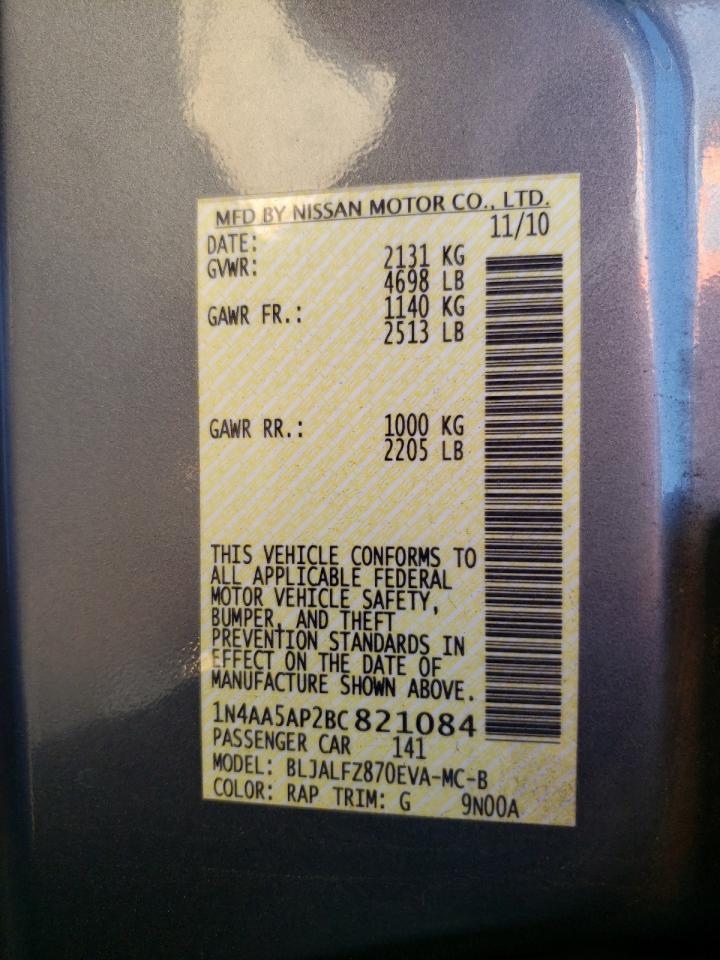 MFD BY NISSAN MOTOR CO., LTD.
DATE: 11/10
GVWR: 2131 KG
4698 LB
GAWR FR.: 1140 KG
2513 LB
GAWR RR.: 1000 KG
2205 LB
THIS VEHICLE CONFORMS TO
ALL APPLICABLE FEDERAL
MOTOR VEHICLE SAFETY,
BUMPER, AND THEFT
PREVENTION STANDARDS IN
EFFECT ON THE DATE OF
MANUFACTURE SHOWN ABOVE.
1N4AA5AP2BC821084
PASSENGER CAR 141
MODEL: BLJALFZ870EVA-MC-B
COLOR: RAP TRIM: G 9N00A